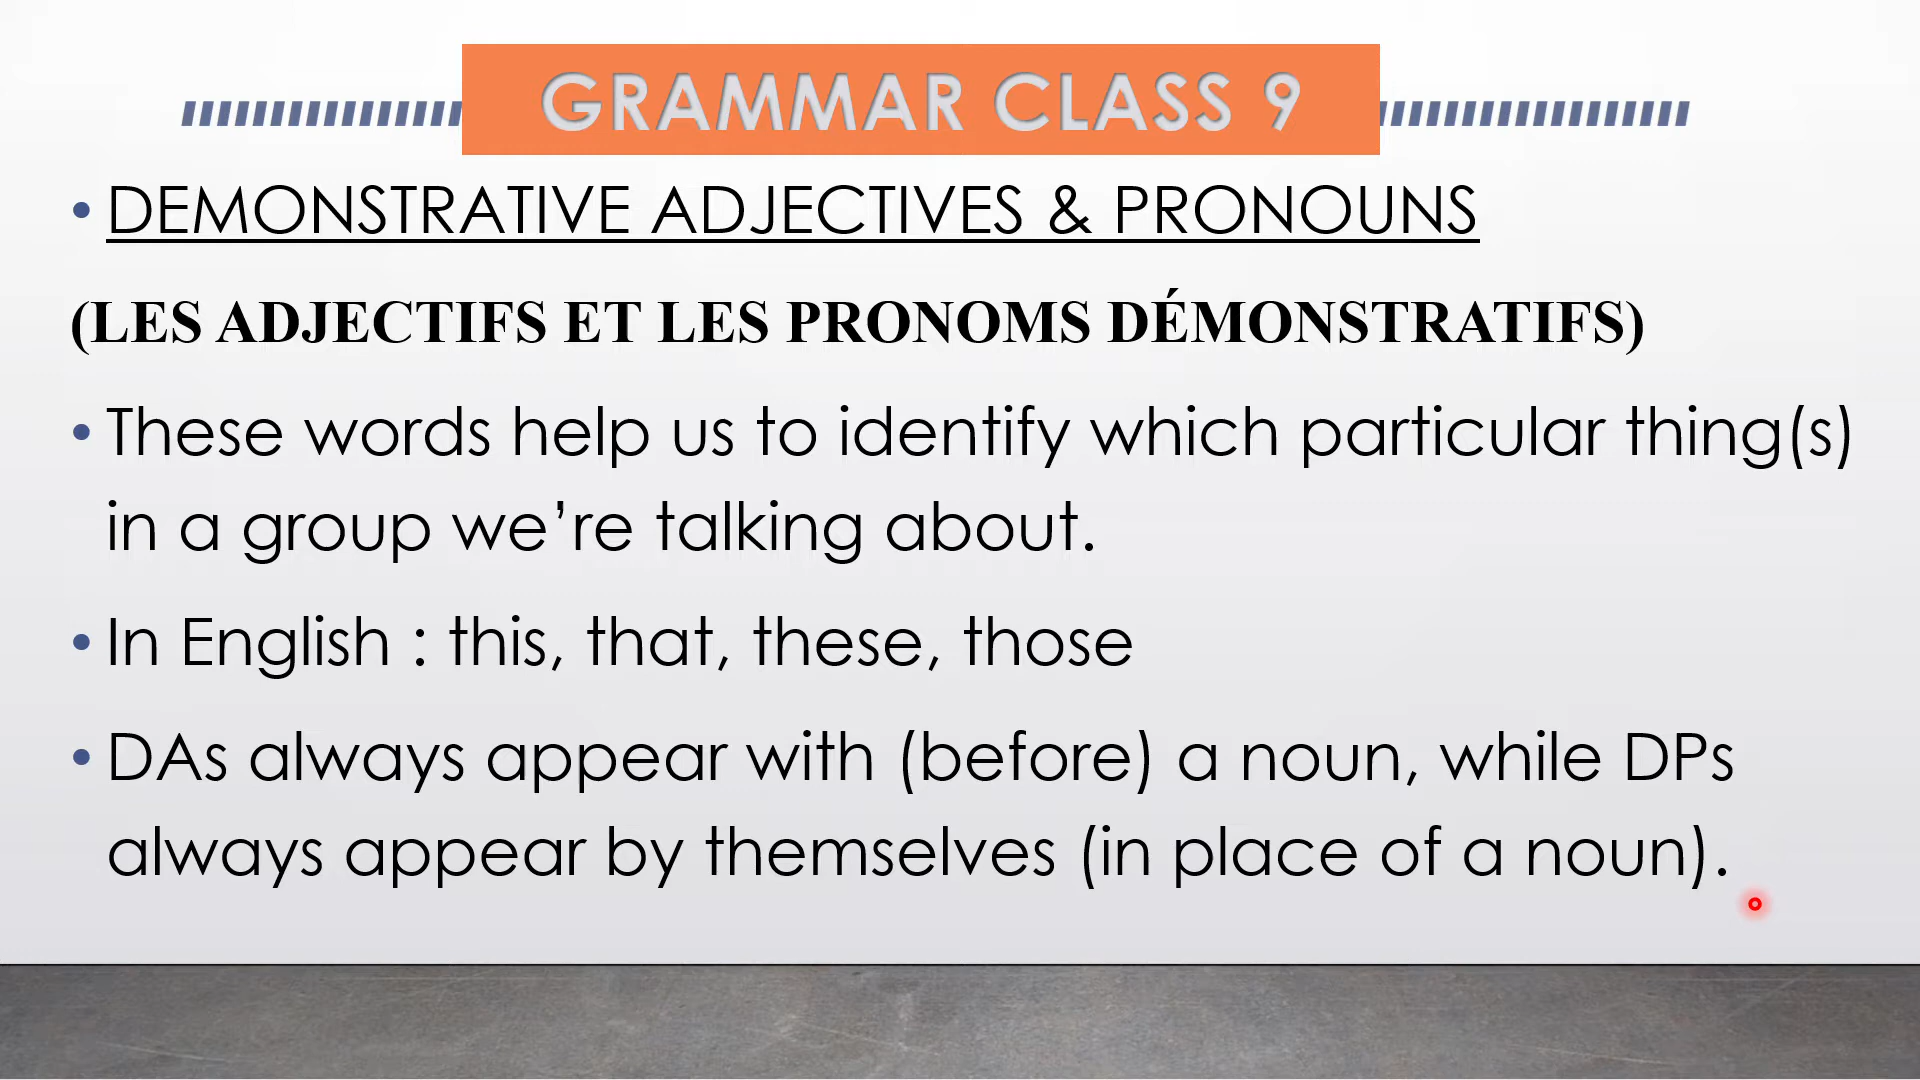 GRAMMAR CLASS 9
• DEMONSTRATIVE ADJECTIVES & PRONOUNS
(LES ADJECTIFS ET LES PRONOMS DÉMONSTRATIFS)
• These words help us to identify which particular thing(s)
in a group we’re talking about.
• In English : this, that, these, those
• DAs always appear with (before) a noun, while DPs
always appear by themselves (in place of a noun).